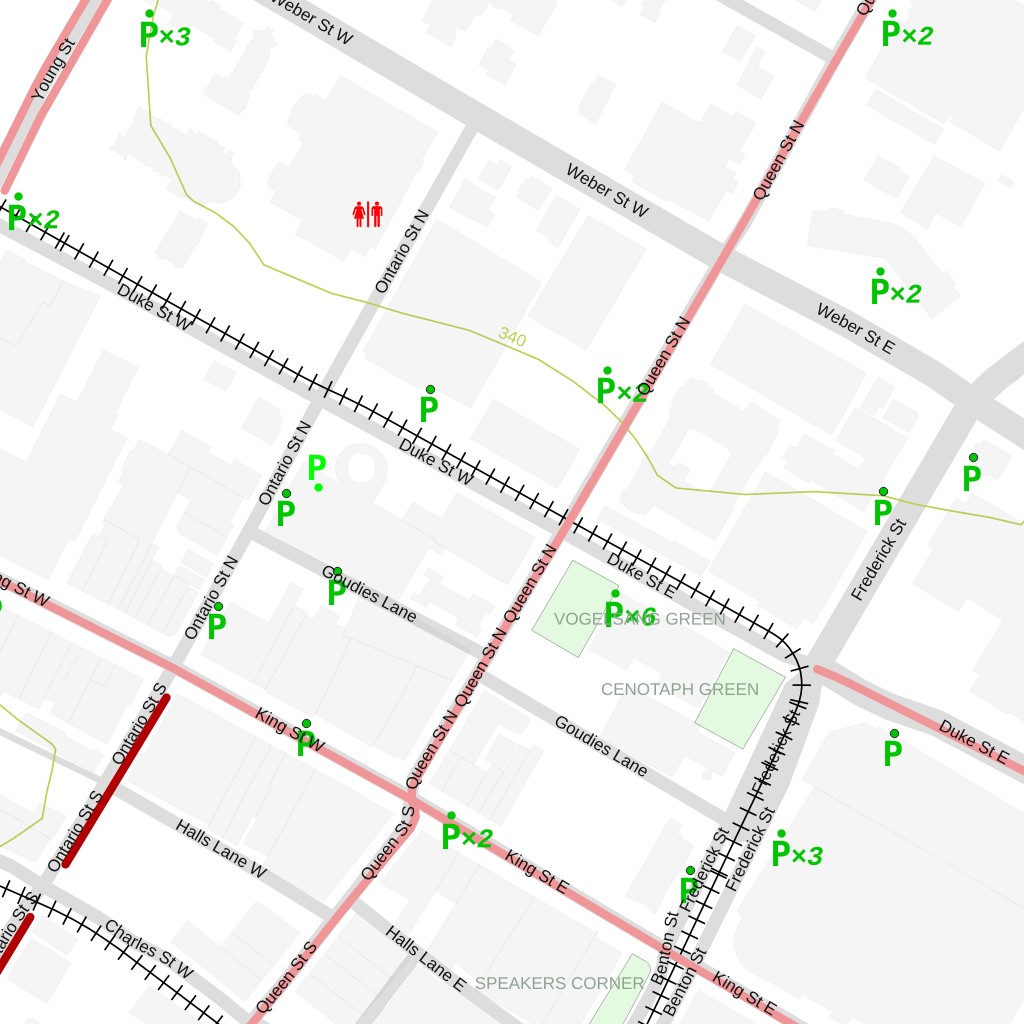 Weber St W
P×3
P×2
Young St
Queen St N
Weber St W
P×2
Ontario St N
P×2
Duke St W
Weber St E
340
Queen St N
P×2
P
Duke St W
Ontario St N
P
P
P
P
Frederick St
Queen St N
Duke St E
Goudies Lane
P
Ontario St N
P
P×6
VOGELSANG GREEN
Queen St N
CENOTAPH GREEN
Ontario St S
King St W
P
Queen St N
Goudies Lane
Frederick St
Duke St E
P
Ontario St S
Halls Lane W
Queen St S
P×2
King St E
Frederick St
Frederick St
P×3
P
Charles St W
Halls Lane E
Queen St S
SPEAKERS CORNER
Benton St
Benton St
King St E